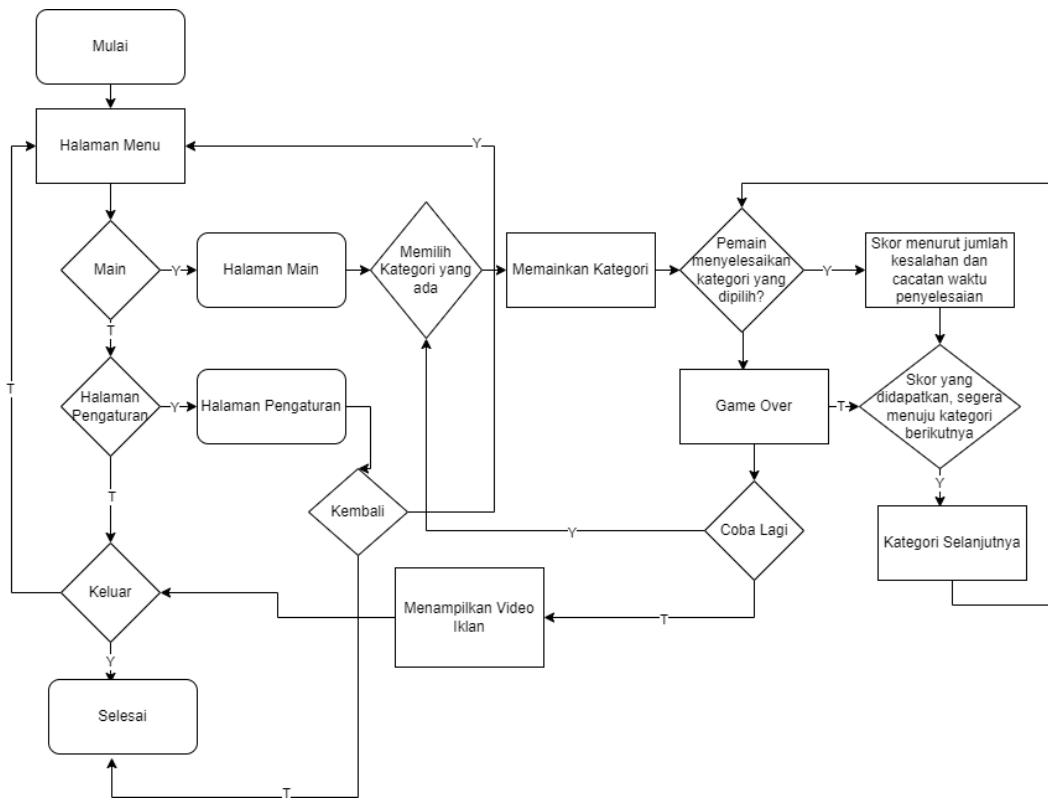 Mulai
Halaman Menu
Y
Main
Y
Halaman Main
Memilih
Kategori yang
ada
Memainkan Kategori
Pemain
menyelesaikan
kategori yang
dipilih?
Y
Skor menurut jumlah
kesalahan dan
cacatan waktu
penyelesaian
T
T
Halaman
Pengaturan
Y
Halaman Pengaturan
Game Over
T
Skor yang
didapatkan, segera
menuju kategori
berikutnya
T
Y
Kembali
Coba Lagi
Y
Kategori Selanjutnya
Keluar
Menampilkan Video
Iklan
T
Y
Selesai
T